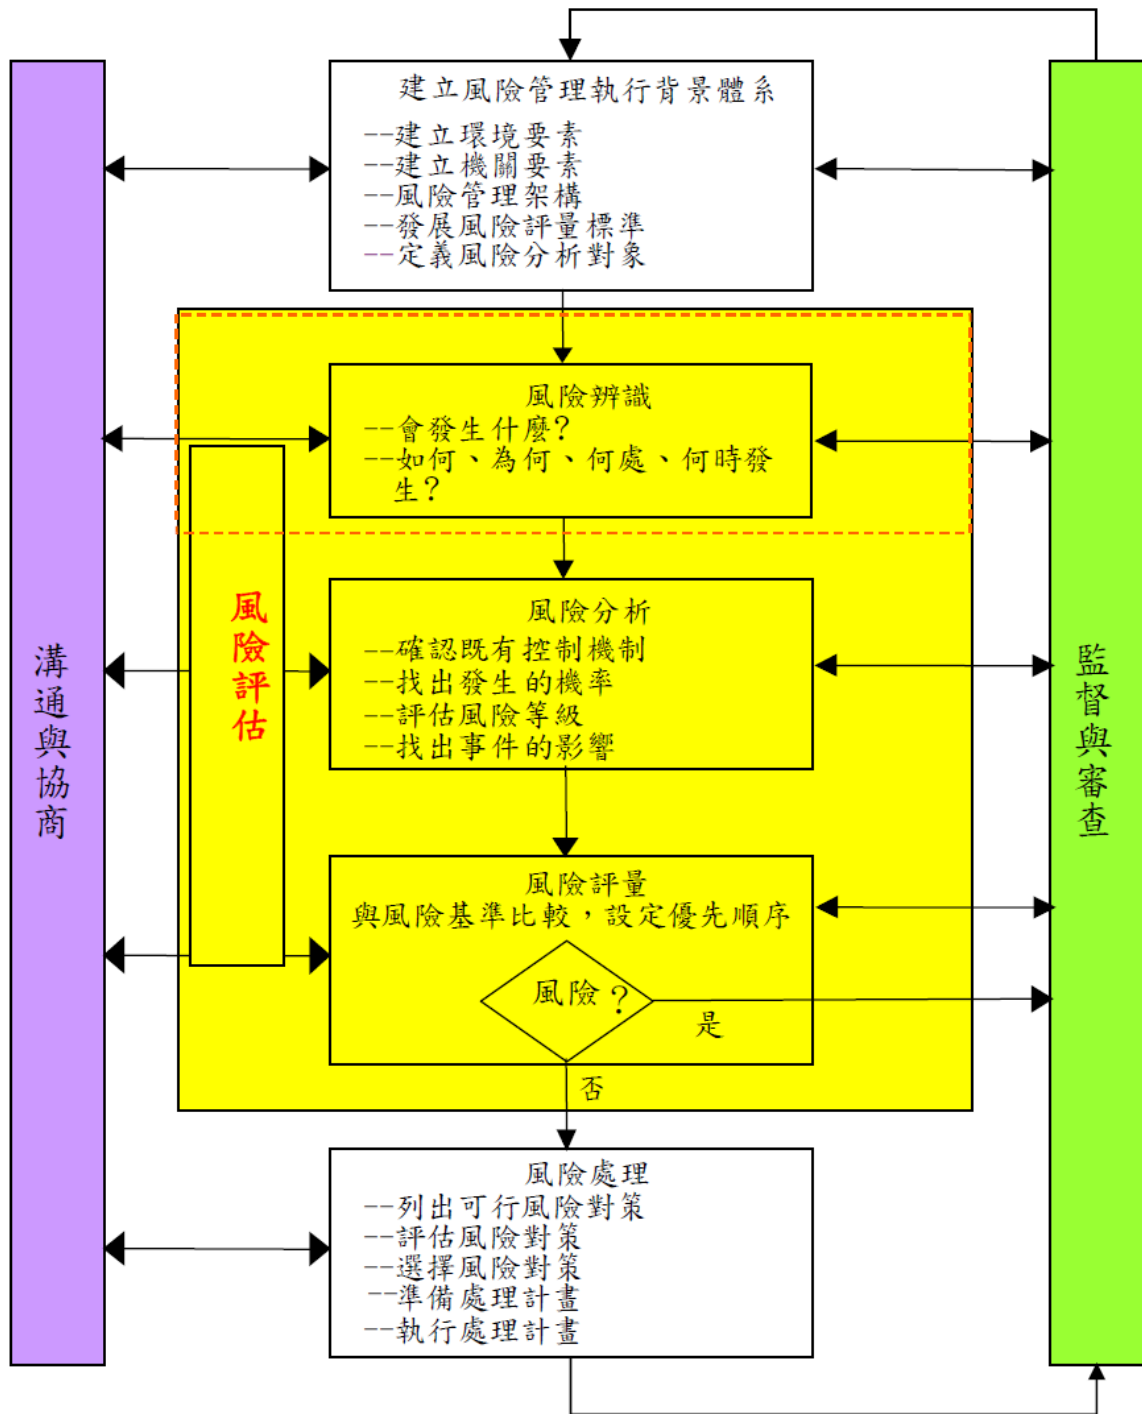 建立風險管理執行背景體系
--建立環境要素
--建立機關要素
--風險管理架構
--發展風險評量標準
--定義風險分析對象
風險辨識
--會發生什麼?
--如何、為何、何處、何時發
生?
風險評估
風險分析
--確認既有控制機制
--找出發生的機率
--評估風險等級
--找出事件的影響
溝通與協商
監督與審查
風險評量
與風險基準比較，設定優先順序
風險?
是
否
風險處理
--列出可行風險對策
--評估風險對策
--選擇風險對策
--準備處理計畫
--執行處理計畫